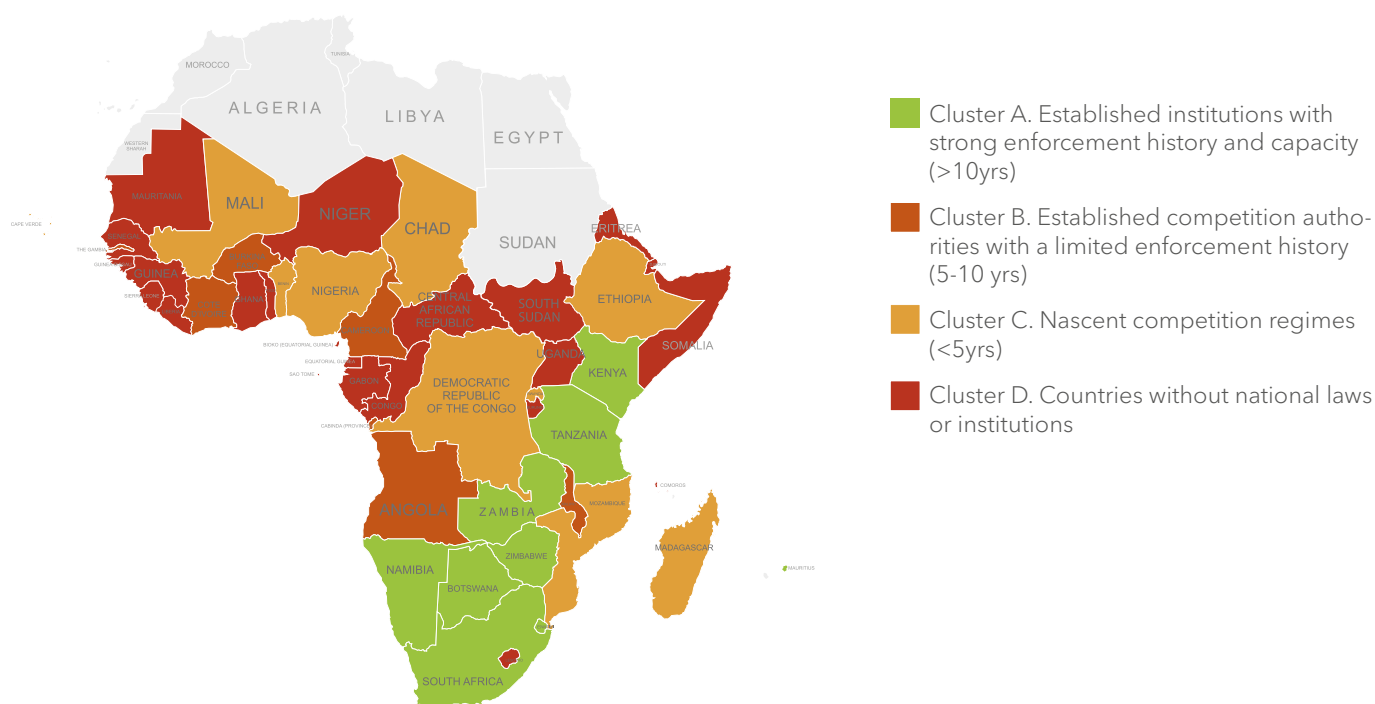 TUNISIA
MOROCCO
ALGERIA
LIBYA
EGYPT
WESTERN
SAHARA
MAURITANIA
MALI
NIGER
CHAD
SUDAN
ERITREA
CAPE VERDE
SENEGAL
THE GAMBIA
GUINEA
SIERRA LEONE
GHANA
NIGERIA
CENTRAL
AFRICAN
REPUBLIC
SOUTH
SUDAN
ETHIOPIA
SOMALIA
CAMEROON
BIOKO (EQUATORIAL GUINEA)
EQUATORIAL GUINEA
SAO TOME
GABON
CONGO
CABINDA (PROVINCE)
DEMOCRATIC
REPUBLIC
OF THE CONGO
UGANDA
KENYA
TANZANIA
COMOROS
ANGOLA
ZAMBIA
MOZAMBIQUE
MADAGASCAR
MAURITIUS
ZIMBABWE
NAMIBIA
BOTSWANA
SOUTH AFRICA
Cluster A. Established institutions with
strong enforcement history and capacity
(>10yrs)
Cluster B. Established competition autho-
rities with a limited enforcement history
(5-10 yrs)
Cluster C. Nascent competition regimes
(<5yrs)
Cluster D. Countries without national laws
or institutions